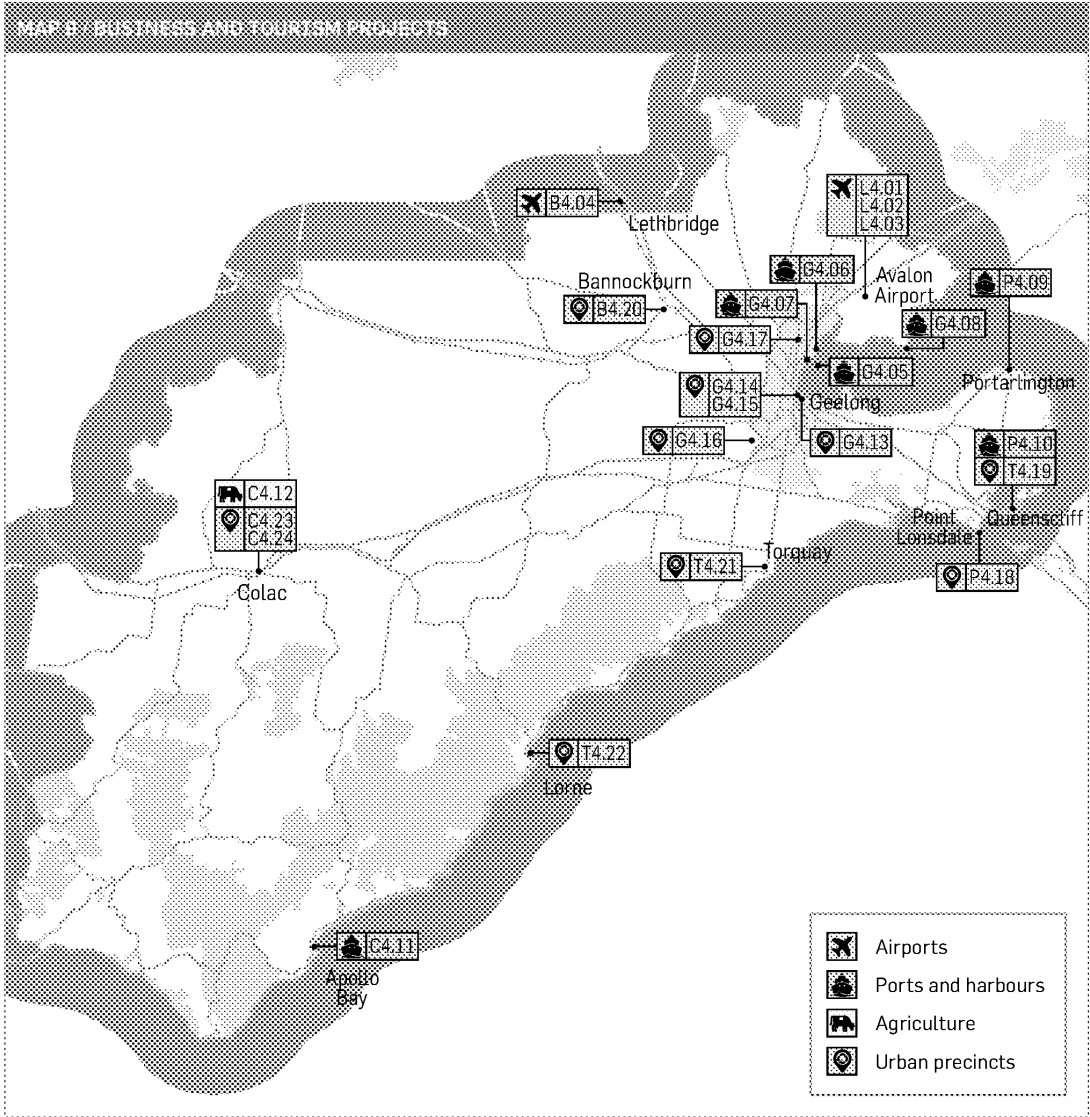 MAP 9 / BUSINESS AND TOURISM PROJECTS
B4.04
Lethbridge
L4.01
L4.02
L4.03
G4.06
Avalon
Airport
P4.09
Bannockburn
B4.20
G4.07
G4.08
G4.17
G4.05
Portarlington
G4.14
G4.15
Geelong
G4.16
G4.13
P4.10
T4.19
C4.12
C4.23
C4.24
Colac
Point
Lonsdale
Queenscliff
Torquay
T4.21
P4.18
T4.22
Lorne
C4.11
Apollo
Bay
Airports
Ports and harbours
Agriculture
Urban precincts